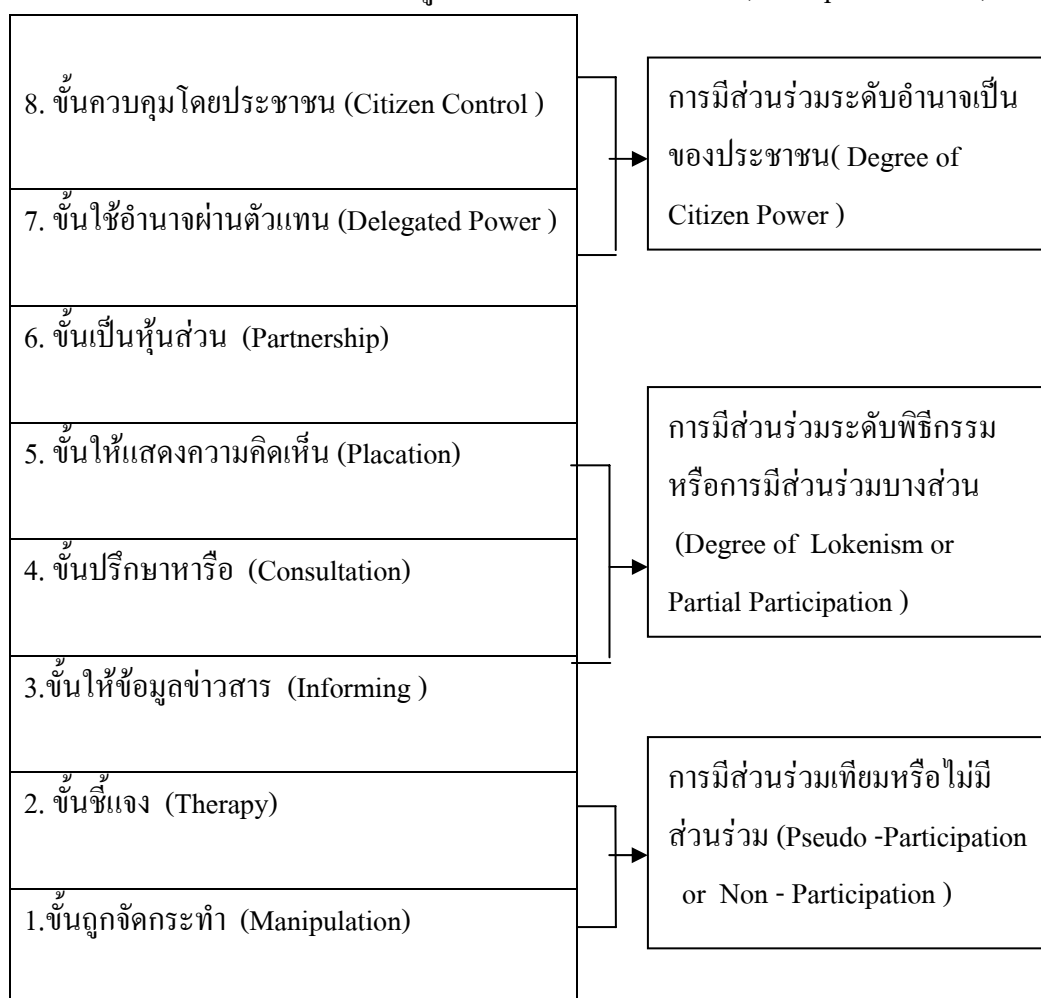 8. ขั้นควบคุมโดยประชาชน (Citizen Control )
7. ขั้นใช้อำนาจผ่านตัวแทน (Delegated Power )
6. ขั้นเป็นหุ้นส่วน (Partnership)
5. ขั้นให้แสดงความคิดเห็น (Placation)
4. ขั้นปรึกษาหารือ (Consultation)
3.ขั้นให้ข้อมูลข่าวสาร (Informing )
2. ขั้นชี้แจง (Therapy)
1.ขั้นถูกจัดกระทำ (Manipulation)
การมีส่วนร่วมระดับอำนาจเป็น
ของประชาชน( Degree of
Citizen Power )
การมีส่วนร่วมระดับพิธีกรรม
หรือการมีส่วนร่วมบางส่วน
(Degree of Lokenism or
Partial Participation )
การมีส่วนร่วมเทียมหรือไม่มี
ส่วนร่วม (Pseudo -Participation
or Non - Participation )